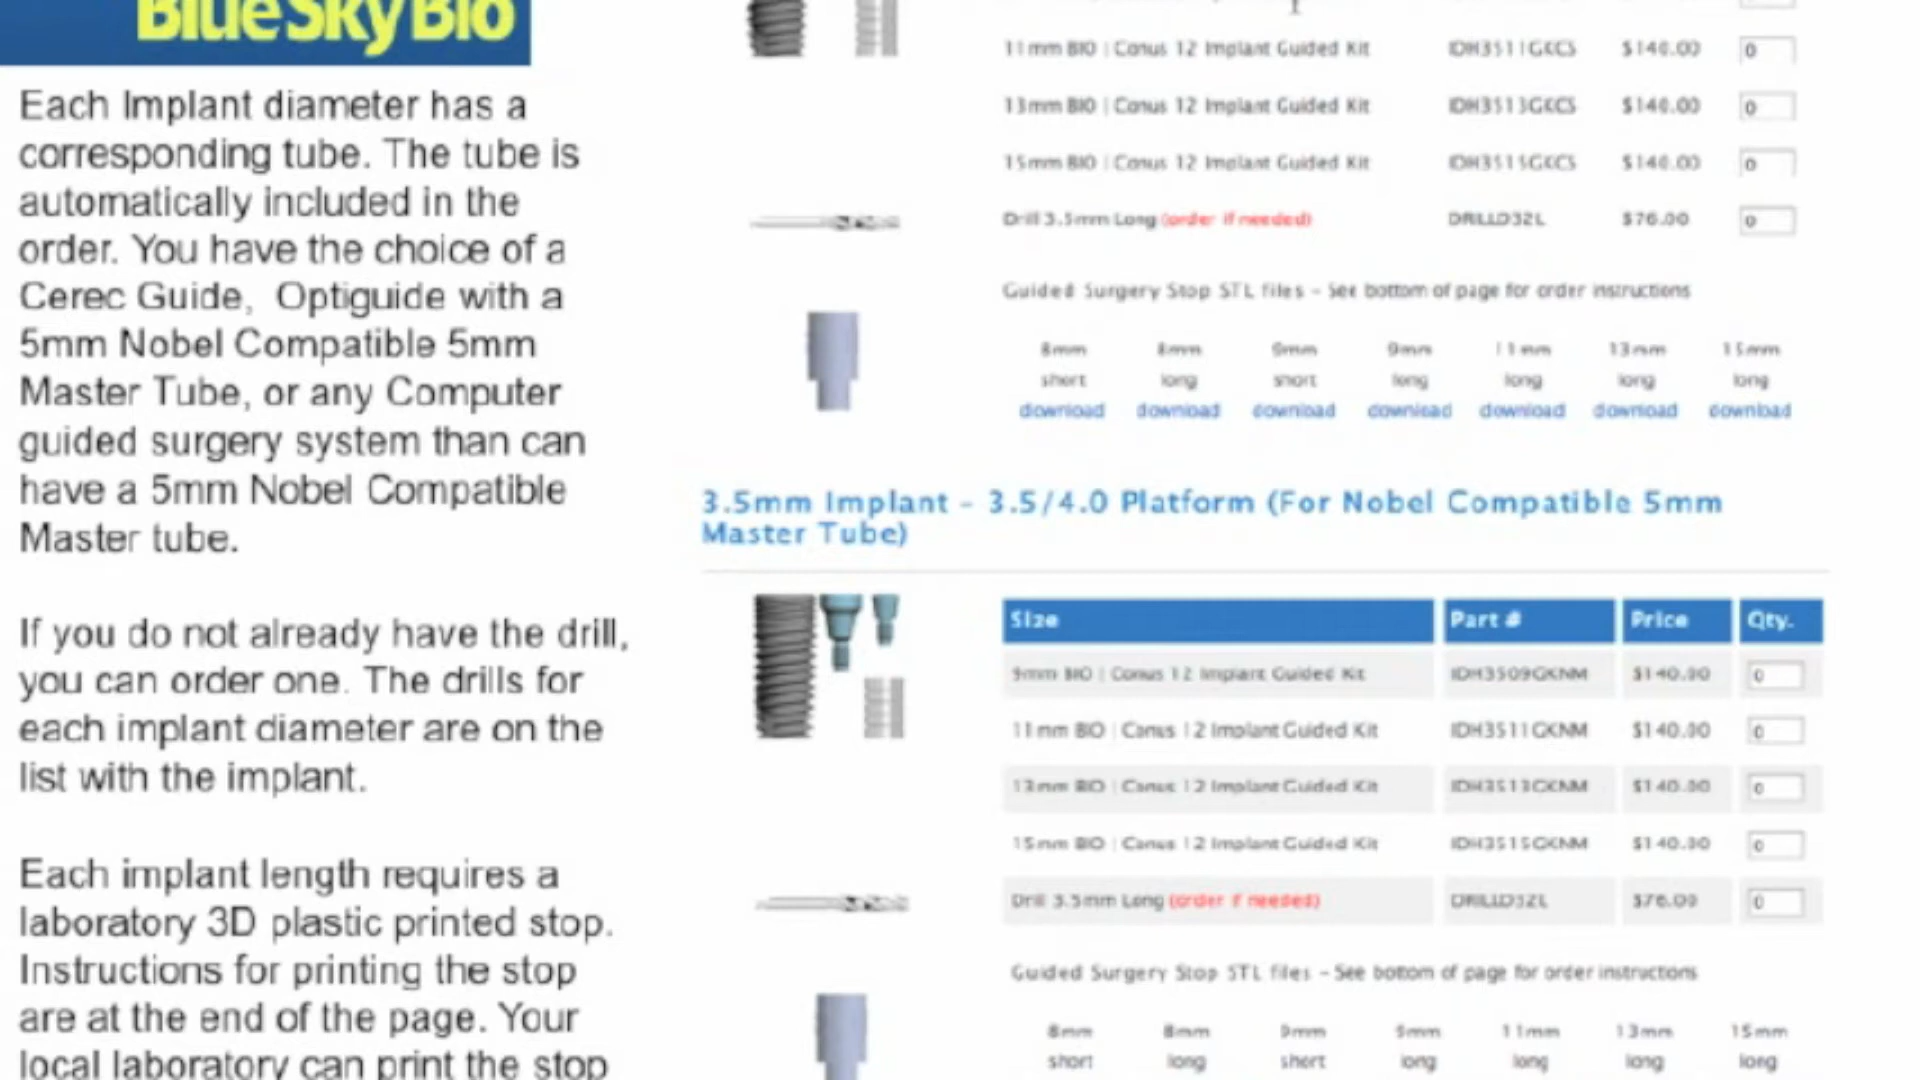 BlueSkyBio
Each Implant diameter has a
corresponding tube. The tube is
automatically included in the
order. You have the choice of a
Cerec Guide, Optiguide with a
5mm Nobel Compatible 5mm
Master Tube, or any Computer
guided surgery system than can
have a 5mm Nobel Compatible
Master tube.
If you do not already have the drill,
you can order one. The drills for
each implant diameter are on the
list with the implant.
Each implant length requires a
laboratory 3D plastic printed stop.
Instructions for printing the stop
are at the end of the page. Your
local laboratory can print the stop
11mm BIO | Conus 12 Implant Guided Kit IDH3511GKCS $140.00 0
13mm BIO | Conus 12 Implant Guided Kit IDH3513GKCS $140.00 0
15mm BIO | Conus 12 Implant Guided Kit IDH3515GKCS $140.00 0
Drill 3.5mm Long (order if needed) DRILLD32L $76.00 0
Guided Surgery Stop STL files – See bottom of page for order instructions
8mm 8mm 9mm 9mm 11mm 13mm 15mm
short long short long long long long
download download download download download download download
3.5mm Implant – 3.5/4.0 Platform (For Nobel Compatible 5mm
Master Tube)
Size Part # Price Qty.
9mm BIO | Conus 12 Implant Guided Kit IDH3509GKNM $140.00 0
11mm BIO | Conus 12 Implant Guided Kit IDH3511GKNM $140.00 0
13mm BIO | Conus 12 Implant Guided Kit IDH3513GKNM $140.00 0
15mm BIO | Conus 12 Implant Guided Kit IDH3515GKNM $140.00 0
Drill 3.5mm Long (order if needed) DRILLD32L $76.00 0
Guided Surgery Stop STL files – See bottom of page for order instructions
8mm 8mm 9mm 9mm 11mm 13mm 15mm
short long short long long long long